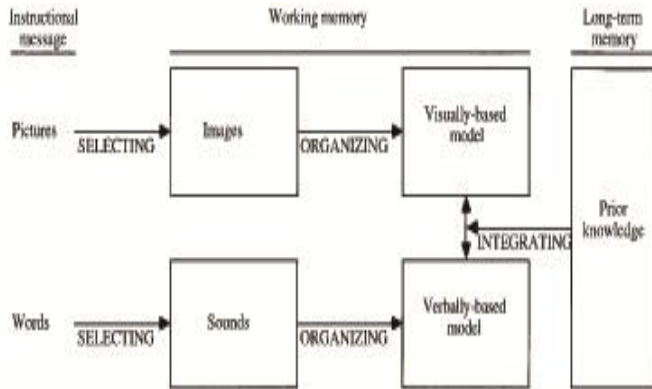 Instructional
message
Working memory
Long-term
memory
Pictures
SELECTING
Images
ORGANIZING
Visually-based
model
INTEGRATING
Prior
knowledge
Words
SELECTING
Sounds
ORGANIZING
Verbally-based
model